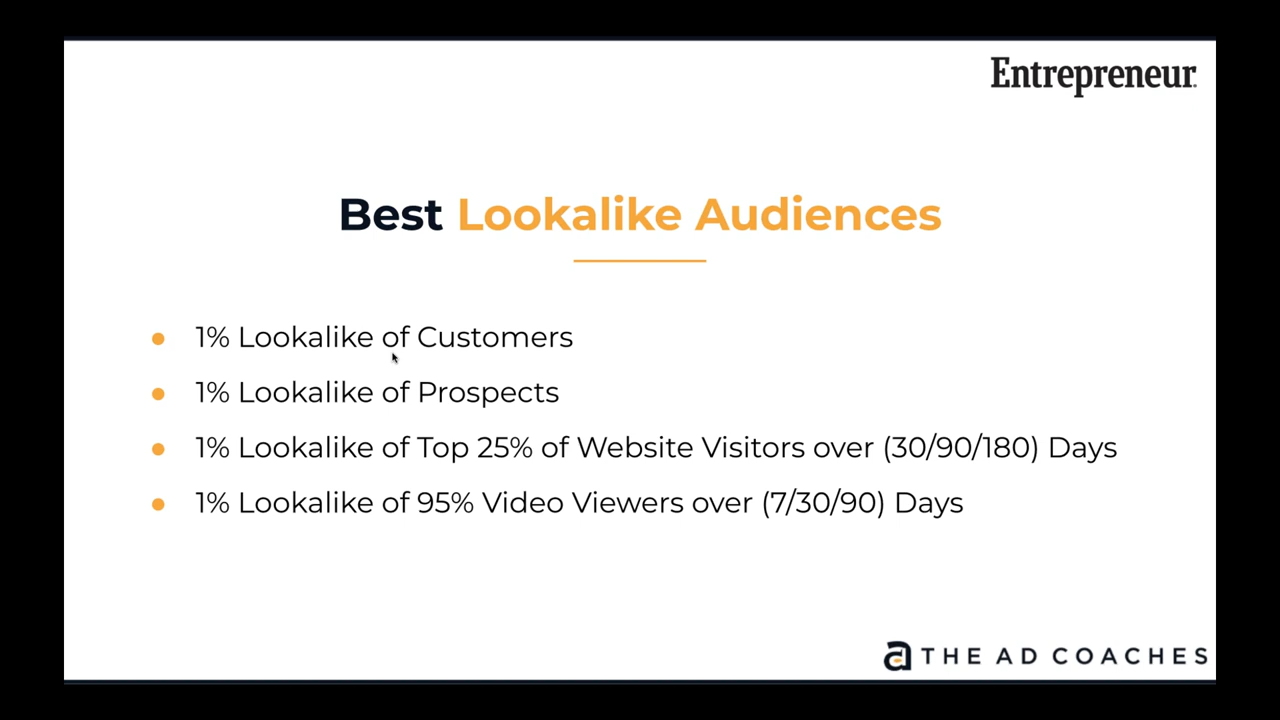 Entrepreneur.
Best Lookalike Audiences
1% Lookalike of Customers
1% Lookalike of Prospects
1% Lookalike of Top 25% of Website Visitors over (30/90/180) Days
1% Lookalike of 95% Video Viewers over (7/30/90) Days
a THE AD COACHES